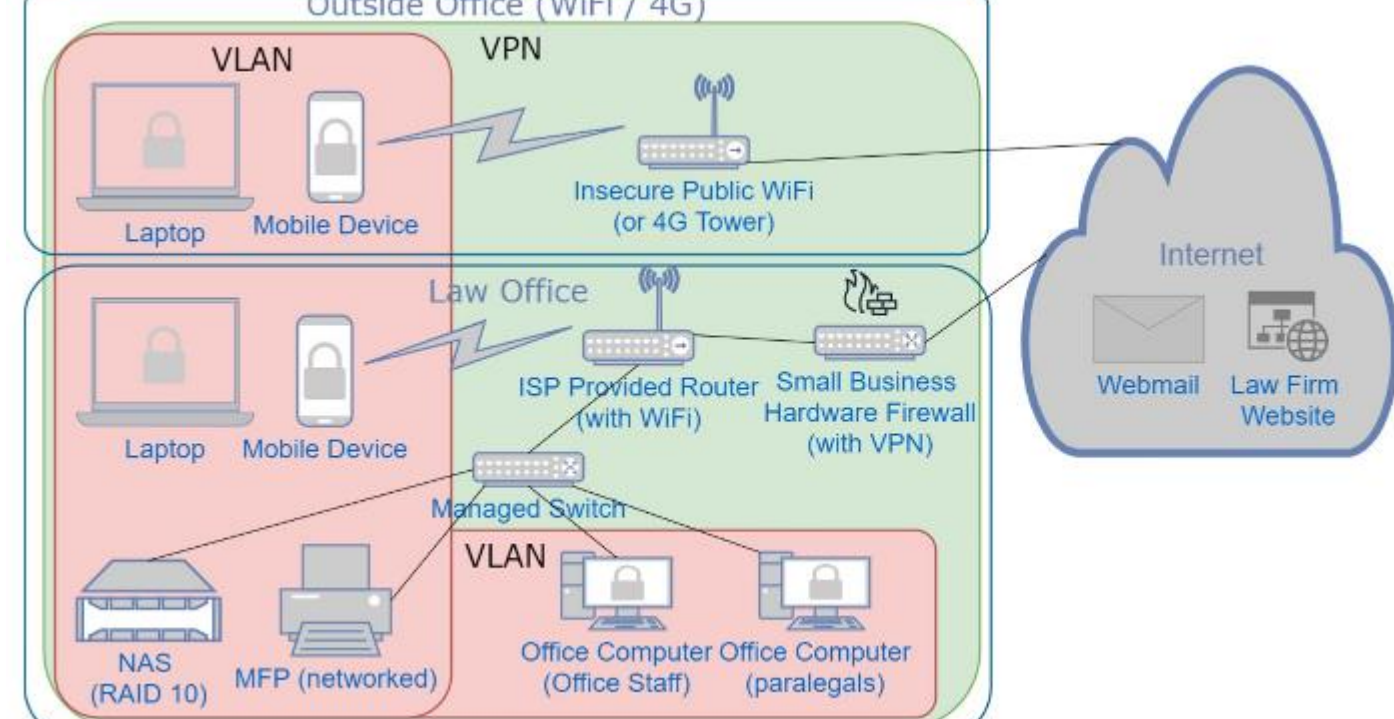 Outside Office (WiFi / 4G)
VLAN
VPN
Insecure Public WiFi
(or 4G Tower)
Laptop
Mobile Device
Internet
Webmail
Law Firm
Website
Law Office
ISP Provided Router
(with WiFi)
Small Business
Hardware Firewall
(with VPN)
Laptop
Mobile Device
Managed Switch
VLAN
NAS
(RAID 10)
MFP (networked)
Office Computer
(Office Staff)
Office Computer
(paralegals)